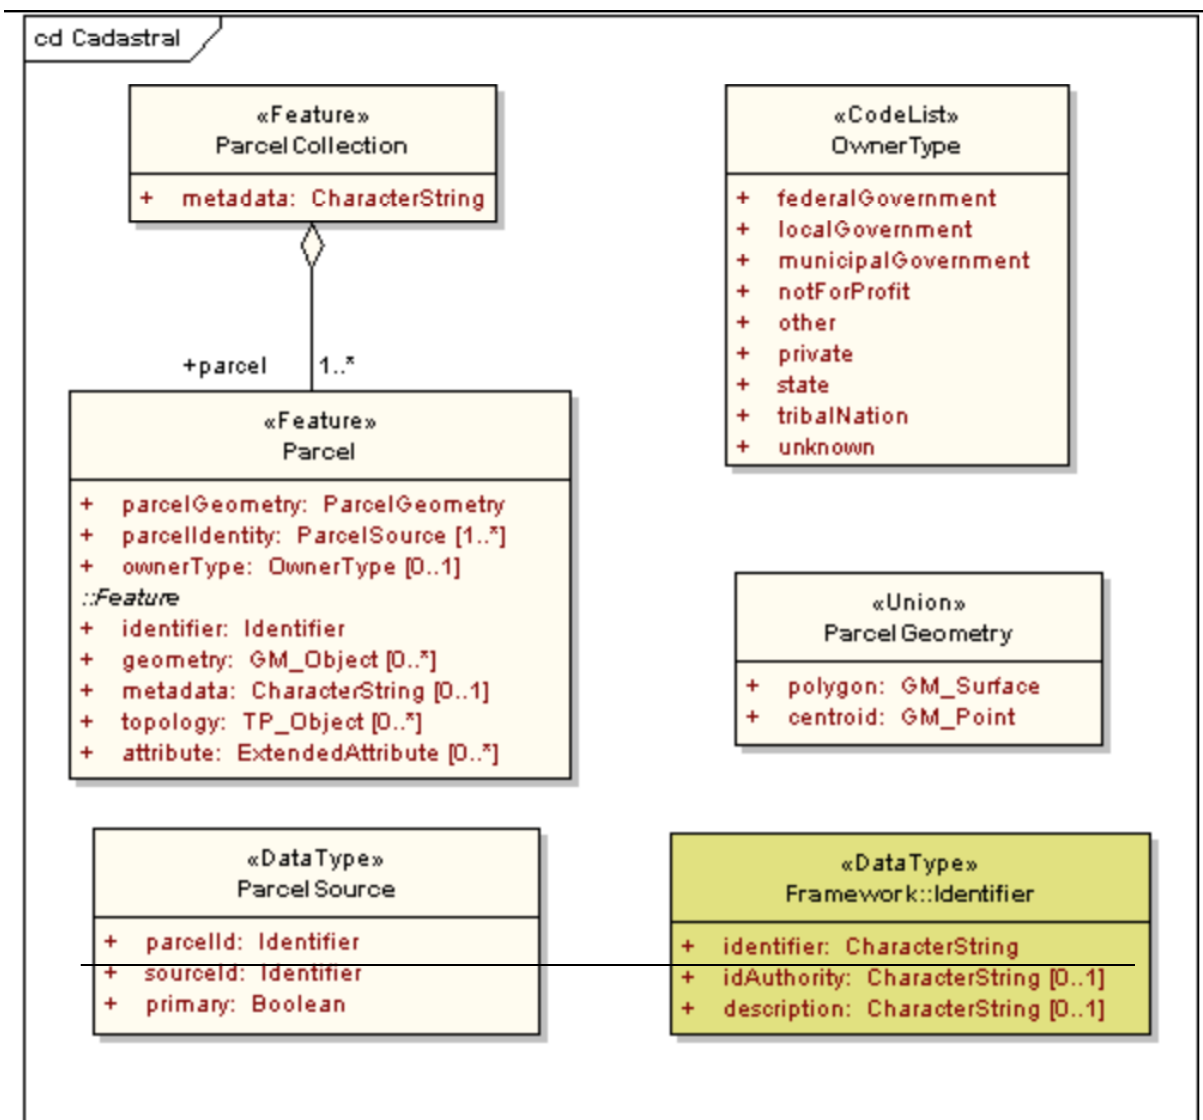 cd Cadastral
«Feature»
ParcelCollection
+ metadata: CharacterString
+parcel 1..*
«Feature»
Parcel
+ parcelGeometry: ParcelGeometry
+ parcelIdentity: ParcelSource [1..*]
+ ownerType: OwnerType [0..1]
::Feature
+ identifier: Identifier
+ geometry: GM_Object [0..*]
+ metadata: CharacterString [0..1]
+ topology: TP_Object [0..*]
+ attribute: ExtendedAttribute [0..*]
«DataType»
ParcelSource
+ parcelId: Identifier
+ sourceId: Identifier
+ primary: Boolean
«CodeList»
OwnerType
+ federalGovernment
+ localGovernment
+ municipalGovernment
+ notForProfit
+ other
+ private
+ state
+ tribalNation
+ unknown
«Union»
ParcelGeometry
+ polygon: GM_Surface
+ centroid: GM_Point
«DataType»
Framework::Identifier
+ identifier: CharacterString
+ idAuthority: CharacterString [0..1]
+ description: CharacterString [0..1]